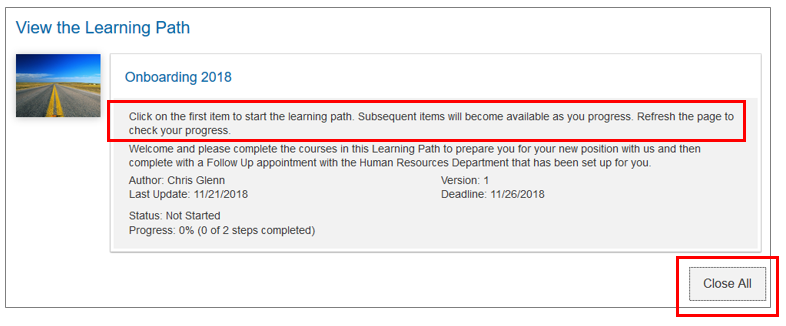 View the Learning Path
Onboarding 2018
Click on the first item to start the learning path. Subsequent items will become available as you progress. Refresh the page to
check your progress.
Welcome and please complete the courses in this Learning Path to prepare you for your new position with us and then
complete with a Follow Up appointment with the Human Resources Department that has been set up for you.
Author: Chris Glenn Version: 1
Last Update: 11/21/2018 Deadline: 11/26/2018
Status: Not Started
Progress: 0% (0 of 2 steps completed)
Close All